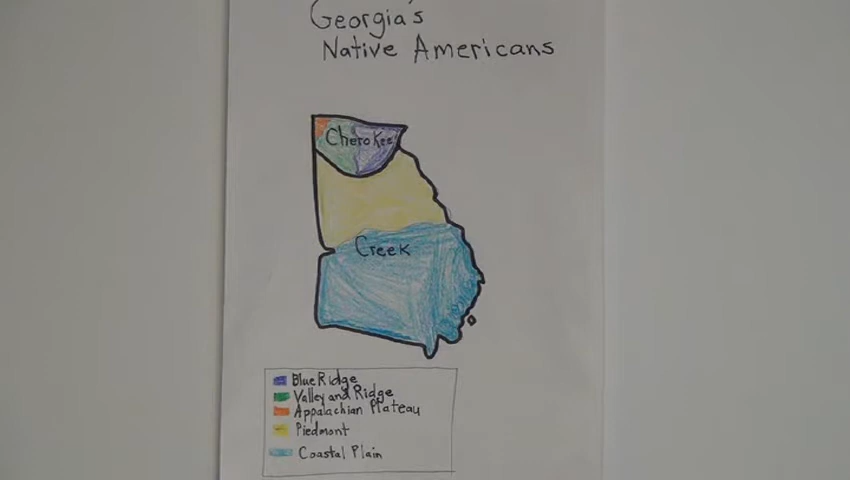 Georgia's
Native Americans
Cherokee
Creek
Blue Ridge
Valley and Ridge
Appalachian Plateau
Piedmont
Coastal Plain